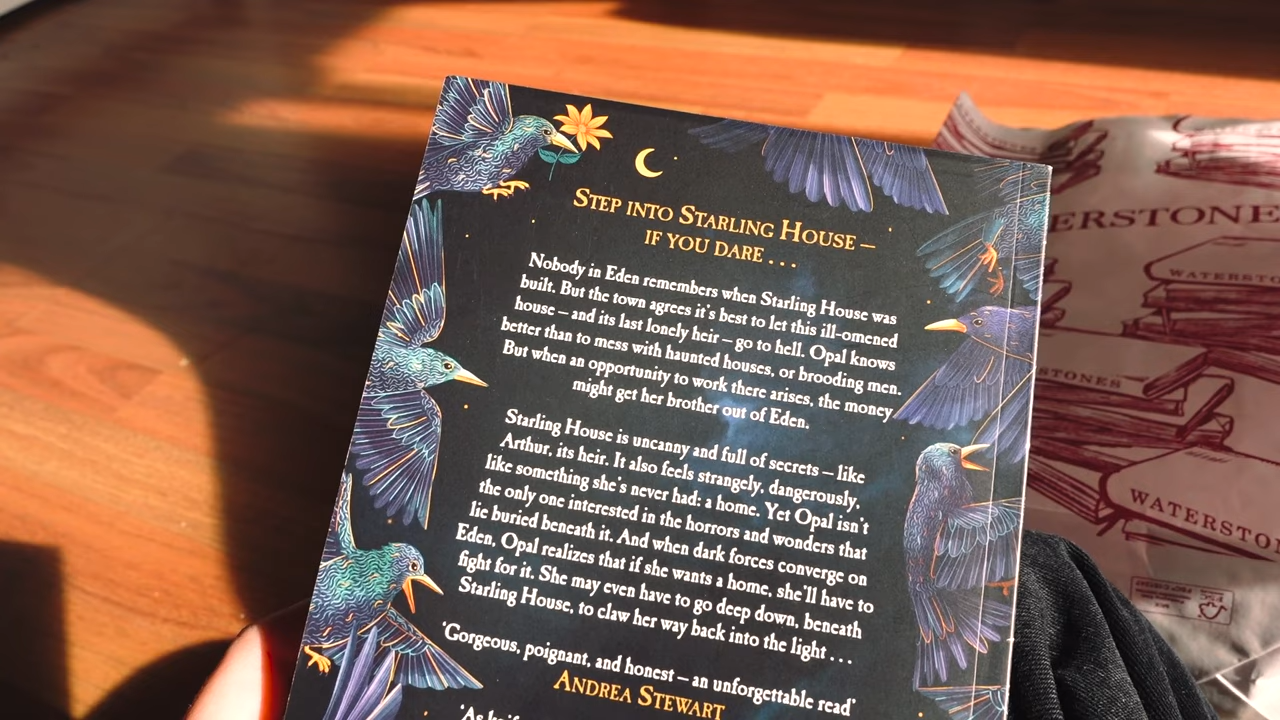 STEP INTO STARLING HOUSE –
IF YOU DARE . . .
Nobody in Eden remembers when Starling House was
built. But the town agrees it's best to let this ill-omened
house – and its last lonely heir – go to hell. Opal knows
better than to mess with haunted houses, or brooding men.
But when an opportunity to work there arises, the money
might get her brother out of Eden.
Starling House is uncanny and full of secrets – like
Arthur, its heir. It also feels strangely, dangerously,
like something she's never had: a home. Yet Opal isn't
the only one interested in the horrors and wonders that
lie buried beneath it. And when dark forces converge on
Eden, Opal realizes that if she wants a home, she'll have to
fight for it. She may even have to go deep down, beneath
Starling House, to claw her way back into the light . . .
'Gorgeous, poignant, and honest – an unforgettable read'
ANDREA STEWART
'As
ERSTONE
WATERSTO
STONES
WATERSTON